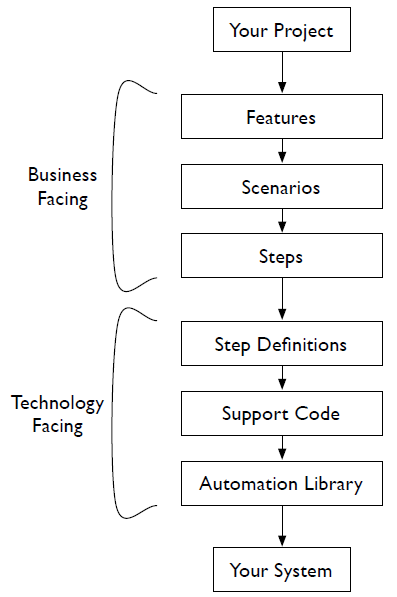 Your Project
Features
Business
Facing
Scenarios
Steps
Step Definitions
Technology
Facing
Support Code
Automation Library
Your System